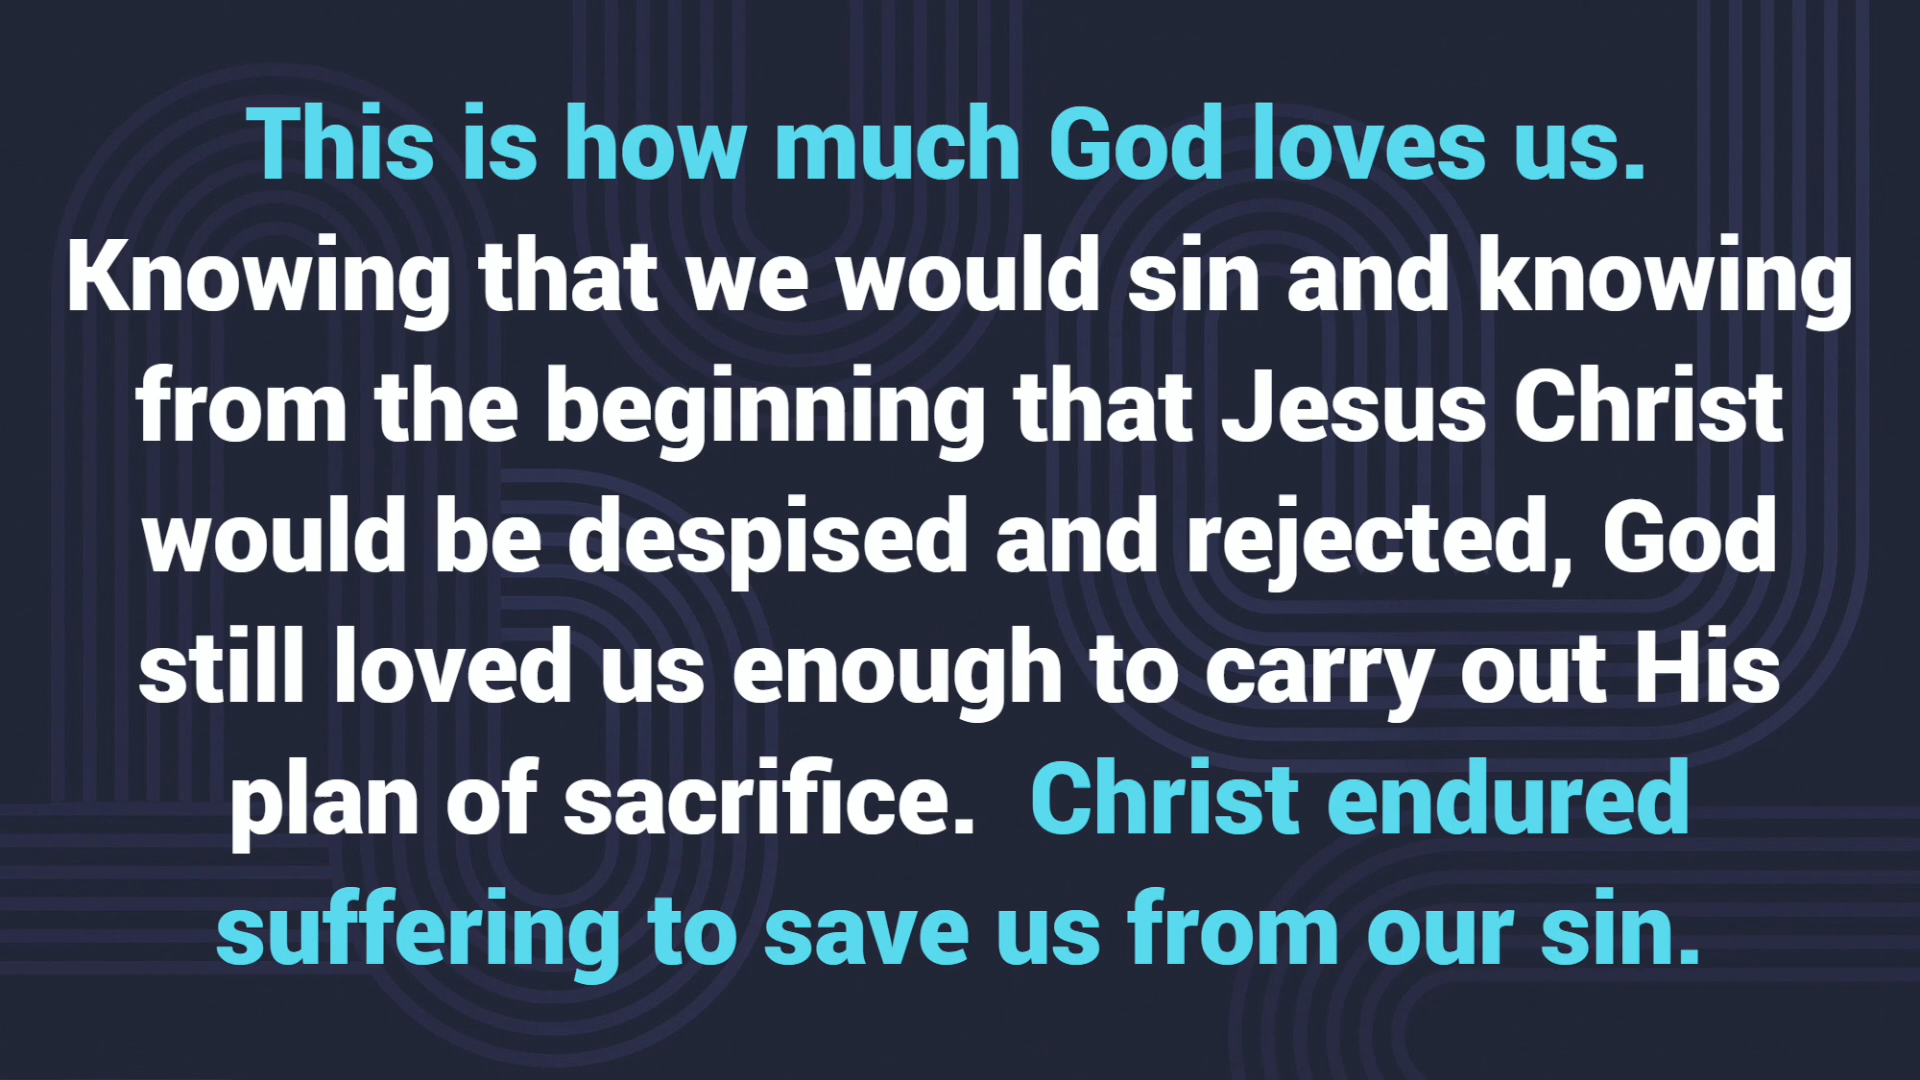 This is how much God loves us.
Knowing that we would sin and knowing
from the beginning that Jesus Christ
would be despised and rejected, God
still loved us enough to carry out His
plan of sacrifice.  Christ endured
suffering to save us from our sin.